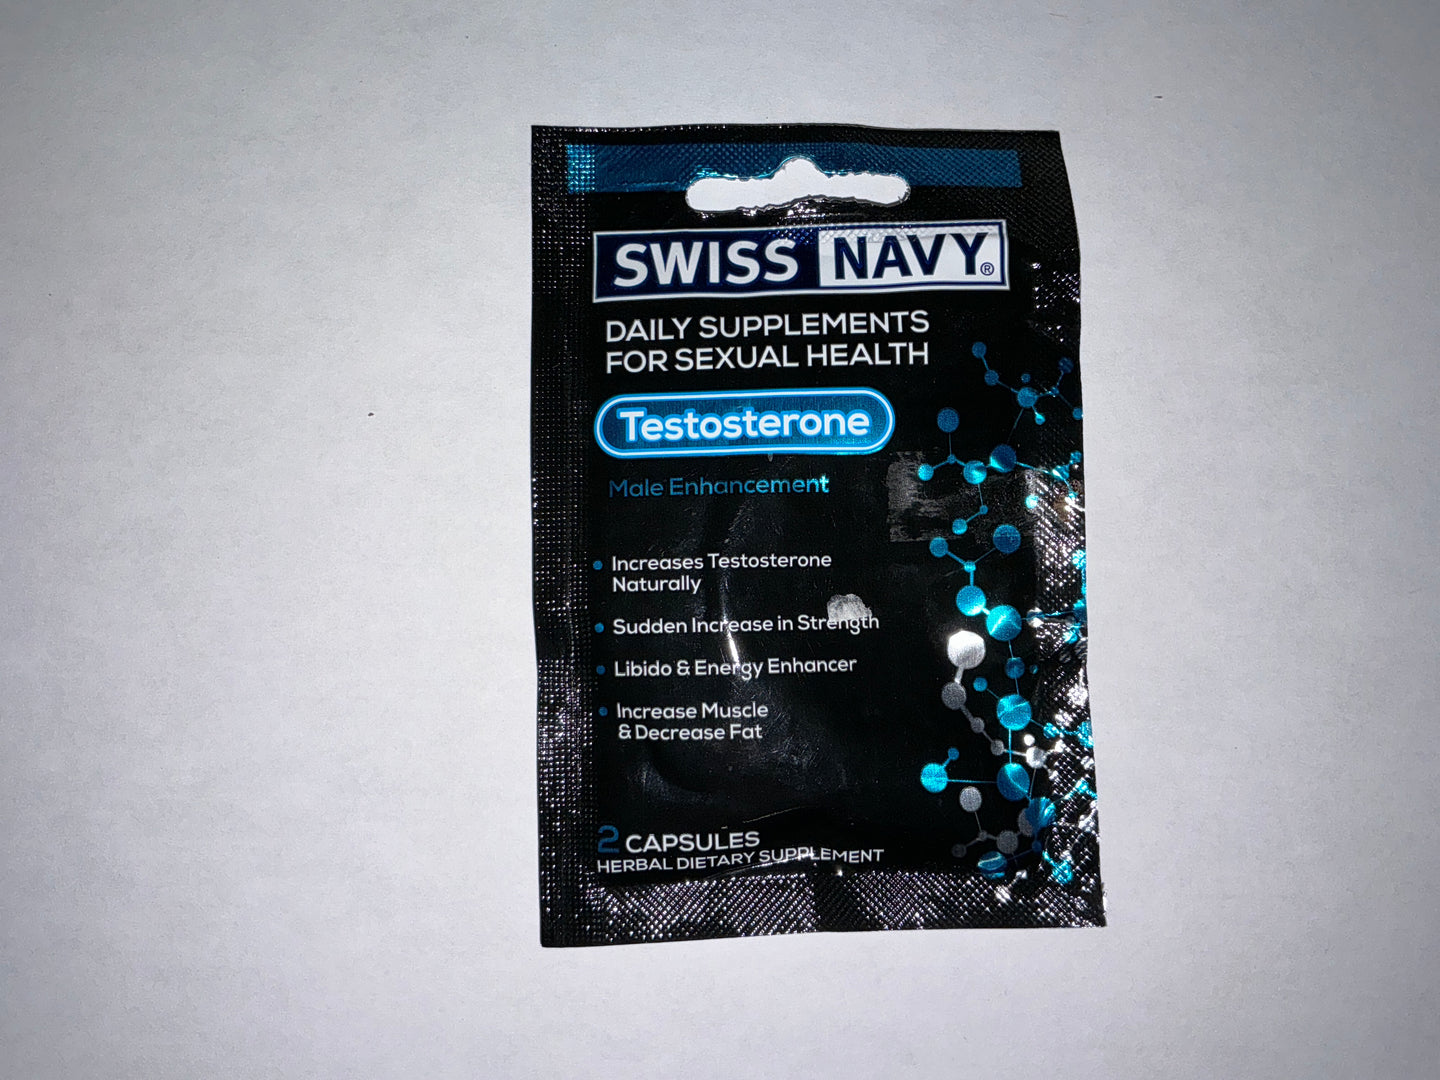 SWISS NAVY®
DAILY SUPPLEMENTS
FOR SEXUAL HEALTH
Testosterone
Male Enhancement
• Increases Testosterone
Naturally
• Sudden Increase in Strength
• Libido & Energy Enhancer
• Increase Muscle
& Decrease Fat
2 CAPSULES
HERBAL DIETARY SUPPLEMENT